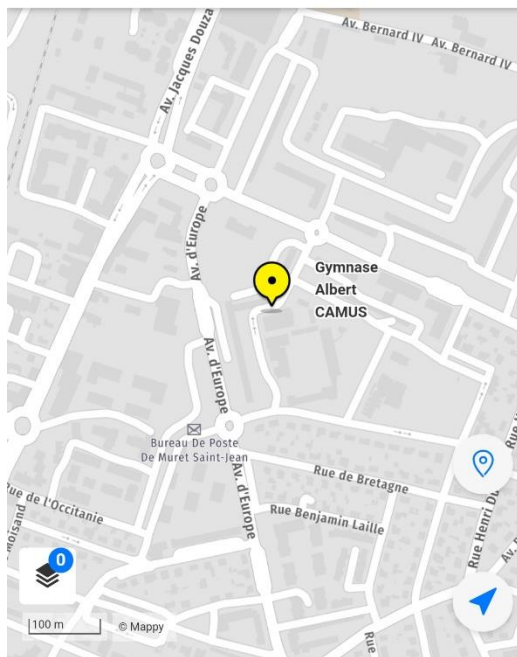 Av. Bernard IV
Av. Bernard IV
Av. Jacques Douza
Av. d'Europe
Gymnase
Albert
CAMUS
Av. d'Europe
Bureau De Poste
De Muret Saint-Jean
Rue de Bretagne
Av. d'Europe
Rue de l'Occitanie
Rue Benjamin Laille
Rue Henri Du
Moisand
Rue
0
100 m
© Mappy